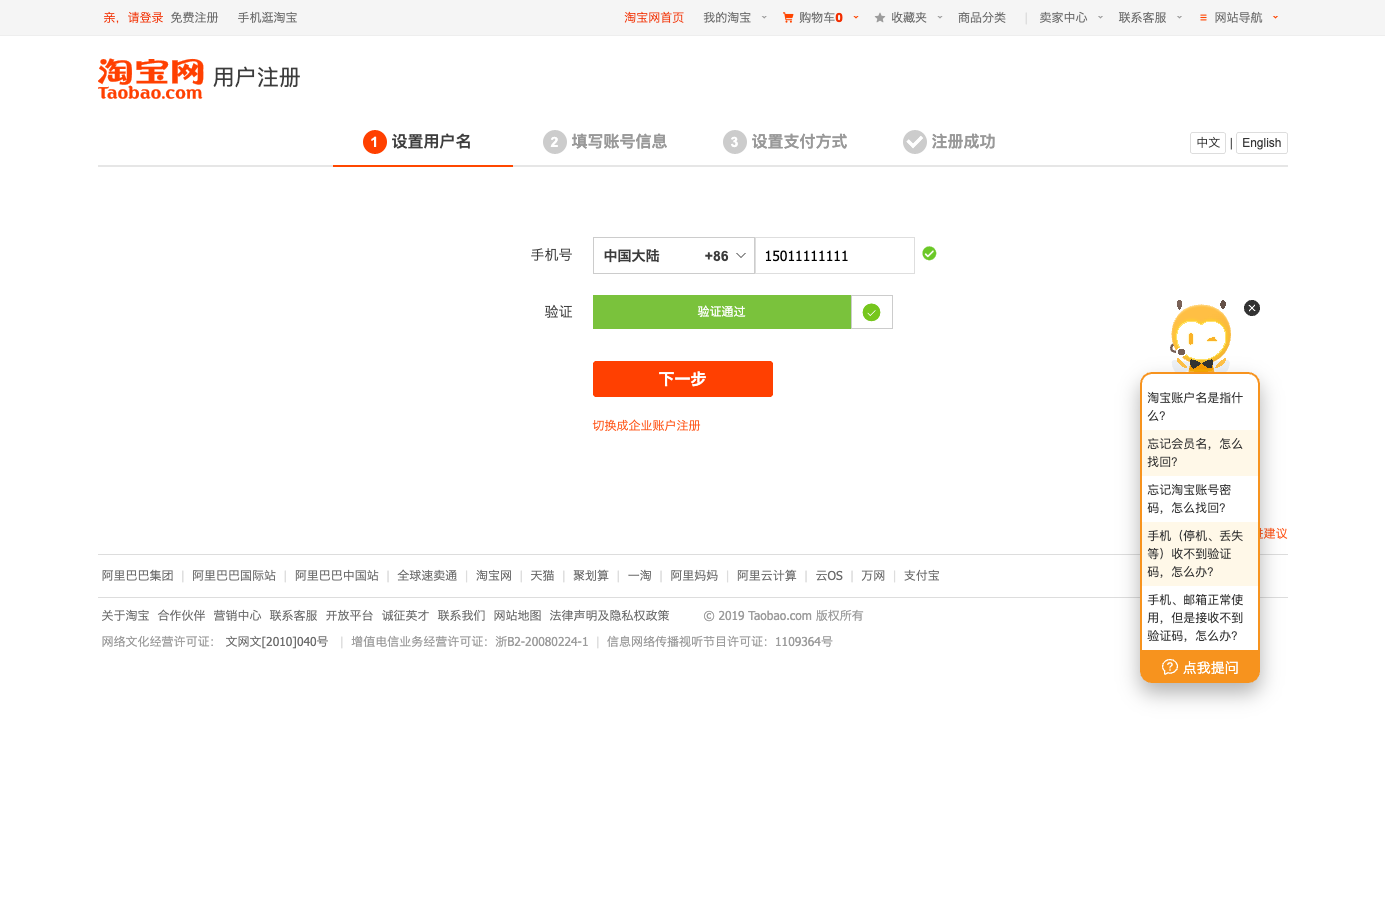 亲，请登录 免费注册 手机逛淘宝 淘宝网首页 我的淘宝 购物车0 收藏夹 商品分类 | 卖家中心 联系客服 网站导航
淘宝网 用户注册
Taobao.com
1 设置用户名 2 填写账号信息 3 设置支付方式 注册成功 中文 | English
手机号 中国大陆 +86 15011111111
验证 验证通过
下一步
切换成企业账户注册
淘宝账户名是指什
么?
忘记会员名，怎么
找回?
忘记淘宝账号密
码，怎么找回?
手机（停机、丢失
等）收不到验证
码，怎么办?
手机、邮箱正常使
用，但是接收不到
验证码，怎么办?
点我提问
建议
阿里巴巴集团 | 阿里巴巴国际站 | 阿里巴巴中国站 | 全球速卖通 | 淘宝网 | 天猫 | 聚划算 | 一淘 | 阿里妈妈 | 阿里云计算 | 云OS | 万网 | 支付宝
关于淘宝 合作伙伴 营销中心 联系客服 开放平台 诚征英才 联系我们 网站地图 法律声明及隐私权政策 © 2019 Taobao.com 版权所有
网络文化经营许可证： 文网文[2010]040号 | 增值电信业务经营许可证：浙B2-20080224-1 | 信息网络传播视听节目许可证：1109364号